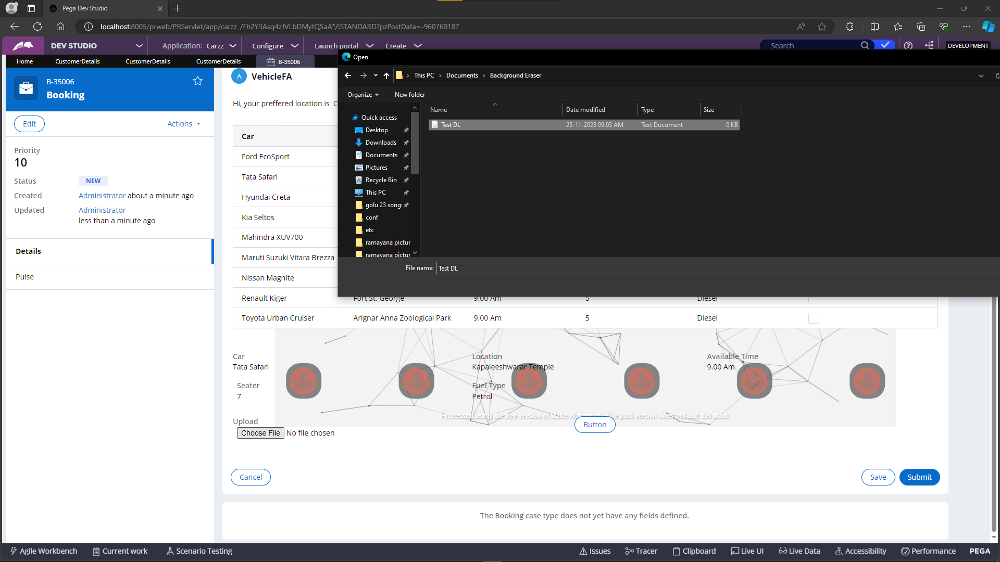 Pega Dev Studio
localhost:8005/prweb/PRServlet/app/carzz_/Fh2Y3Asq4zJVLbDMytQSaA*/!STANDARD?pzPostData=-960760187
DEV STUDIO
Application: Carzz
Configure
Launch portal
Create
Search
DEVELOPMENT
Home
CustomerDetails
CustomerDetails
CustomerDetails
B-35006
Open
B-35006
Booking
A VehicleFA
This PC > Documents > Background Eraser
Organize
New folder
Hi, your preffered location is C
Name
Date modified
Type
Size
Test DL
25-11-2023 09:03 AM
Text Document
0 KB
Quick access
Desktop
Downloads
Documents
Pictures
Recycle Bin
This PC
golu 23 songs
conf
etc
ramayana pictur
ramayana pictur
File name: Test DL
Edit
Actions
Priority
10
Status NEW
Created Administrator about a minute ago
Updated Administrator
less than a minute ago
Details
Pulse
Car
Ford EcoSport
Tata Safari
Hyundai Creta
Kia Seltos
Mahindra XUV700
Maruti Suzuki Vitara Brezza
Nissan Magnite
Renault Kiger Fort St. George 9.00 Am 5 Diesel
Toyota Urban Cruiser Arignar Anna Zoological Park 9.00 Am 5 Diesel
Car
Tata Safari
Location
Kapaleeshwarar Temple
Available Time
9.00 Am
CARZZ
CARZZ
CARZZ
CARZZ
CARZZ
CARZZ
Seater
7
Fuel Type
Petrol
Processed using the free version of Make Watermark. The paid version does not add this mark.
Upload
Choose File No file chosen
Button
Cancel
Save
Submit
The Booking case type does not yet have any fields defined.
Agile Workbench
Current work
Scenario Testing
Issues
Tracer
Clipboard
Live UI
Live Data
Accessibility
Performance
PEGA